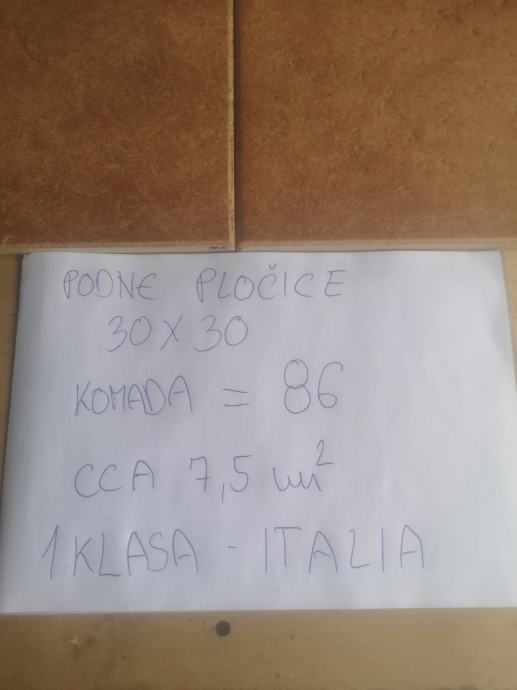 PODNE PLOČICE
30 X 30
KOMADA = 86
CCA 7,5 m²
1. KLASA - ITALIA